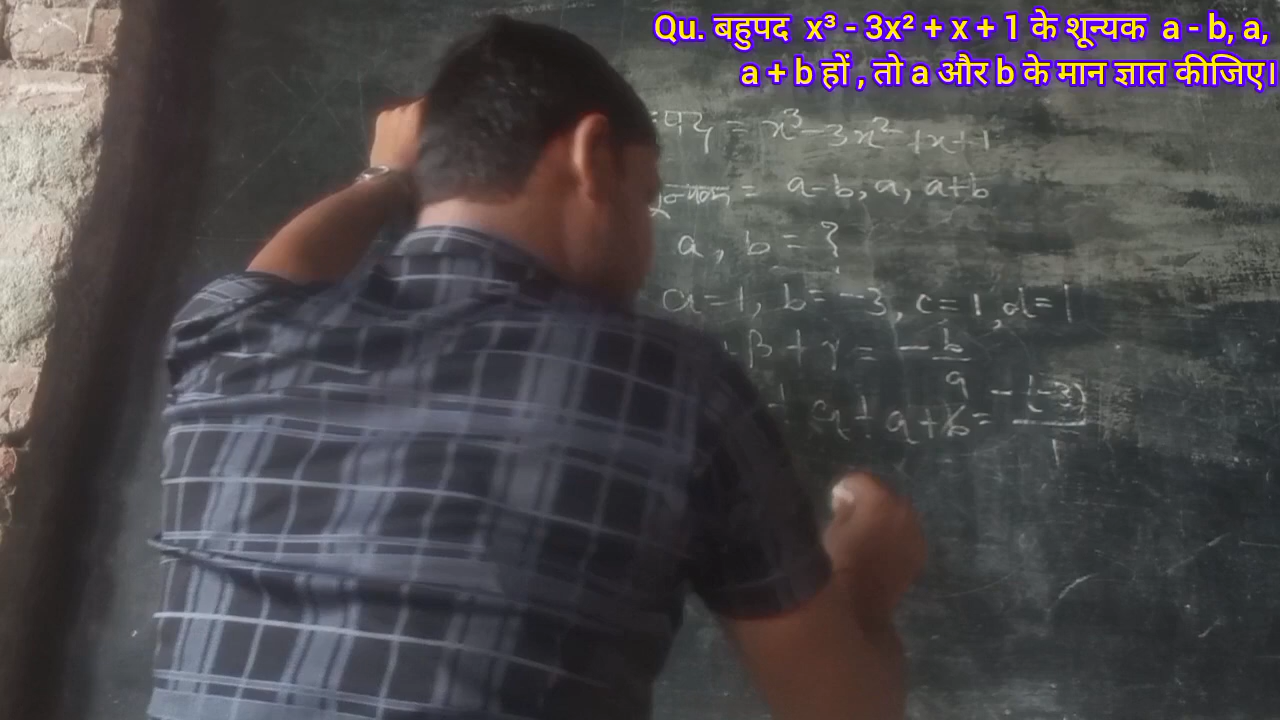 Qu. बहुपद x³ - 3x² + x + 1 के शून्यक a - b, a,
a + b हों , तो a और b के मान ज्ञात कीजिए।
= x³-3x²+x+1
= a-b, a, a+b
a, b = ?
a=1, b=-3, c=1, d=1
β + γ = -b/a
a + a+b = -(-3)/1